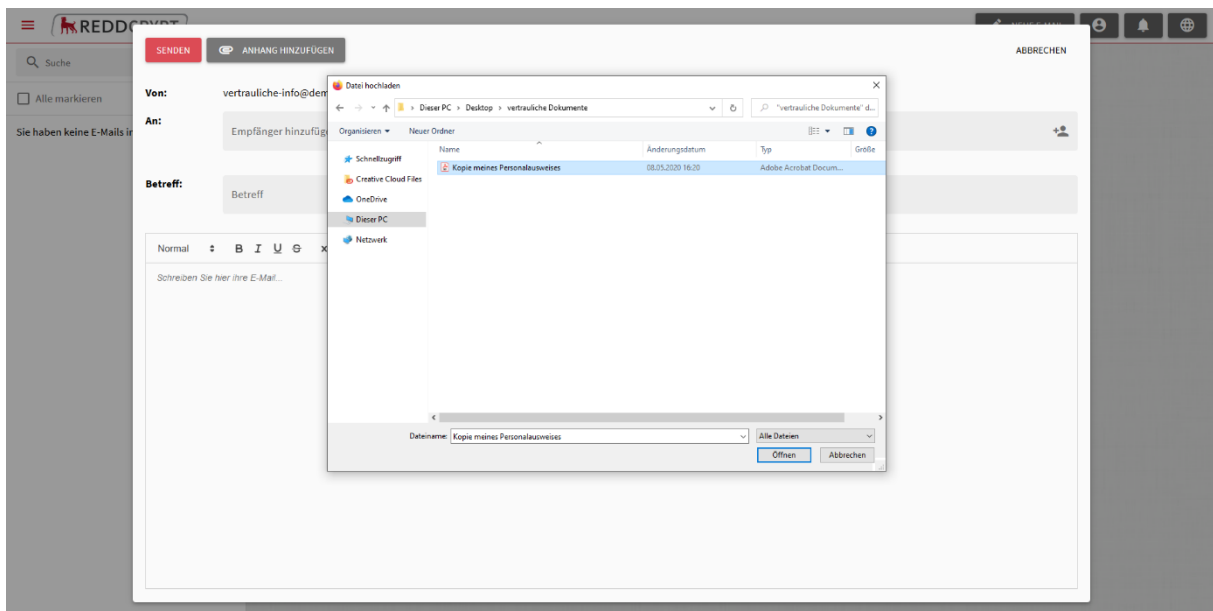 REDDCRYPT
SENDEN
ANHANG HINZUFÜGEN
ABBRECHEN
Suche
Alle markieren
Sie haben keine E-Mails
Von:
vertrauliche-info@dem
An:
Empfänger hinzufüg
Betreff:
Betreff
Normal B I U S
Schreiben Sie hier ihre E-Mail...
Datei hochladen
Dieser PC > Desktop > vertrauliche Dokumente
"vertrauliche Dokumente" d...
Organisieren Neuer Ordner
Name Änderungsdatum Typ Größe
Kopie meines Personalausweises 08.05.2020 16:20 Adobe Acrobat Docum...
Schnellzugriff
Creative Cloud Files
OneDrive
Dieser PC
Netzwerk
Dateiname: Kopie meines Personalausweises
Alle Dateien
Öffnen Abbrechen